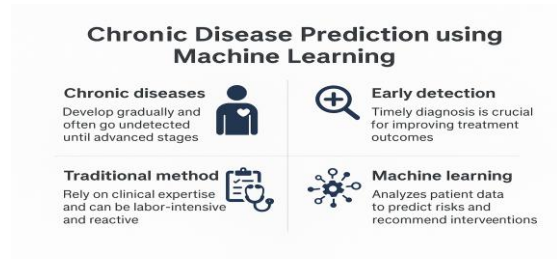 Chronic Disease Prediction using
Machine Learning
Chronic diseases
Develop gradually and
often go undetected
until advanced stages
Early detection
Timely diagnosis is crucial
for improving treatment
outcomes
Traditional method
Rely on clinical expertise
and can be labor-intensive
and reactive
Machine learning
Analyzes patient data
to predict risks and
recommend interventions